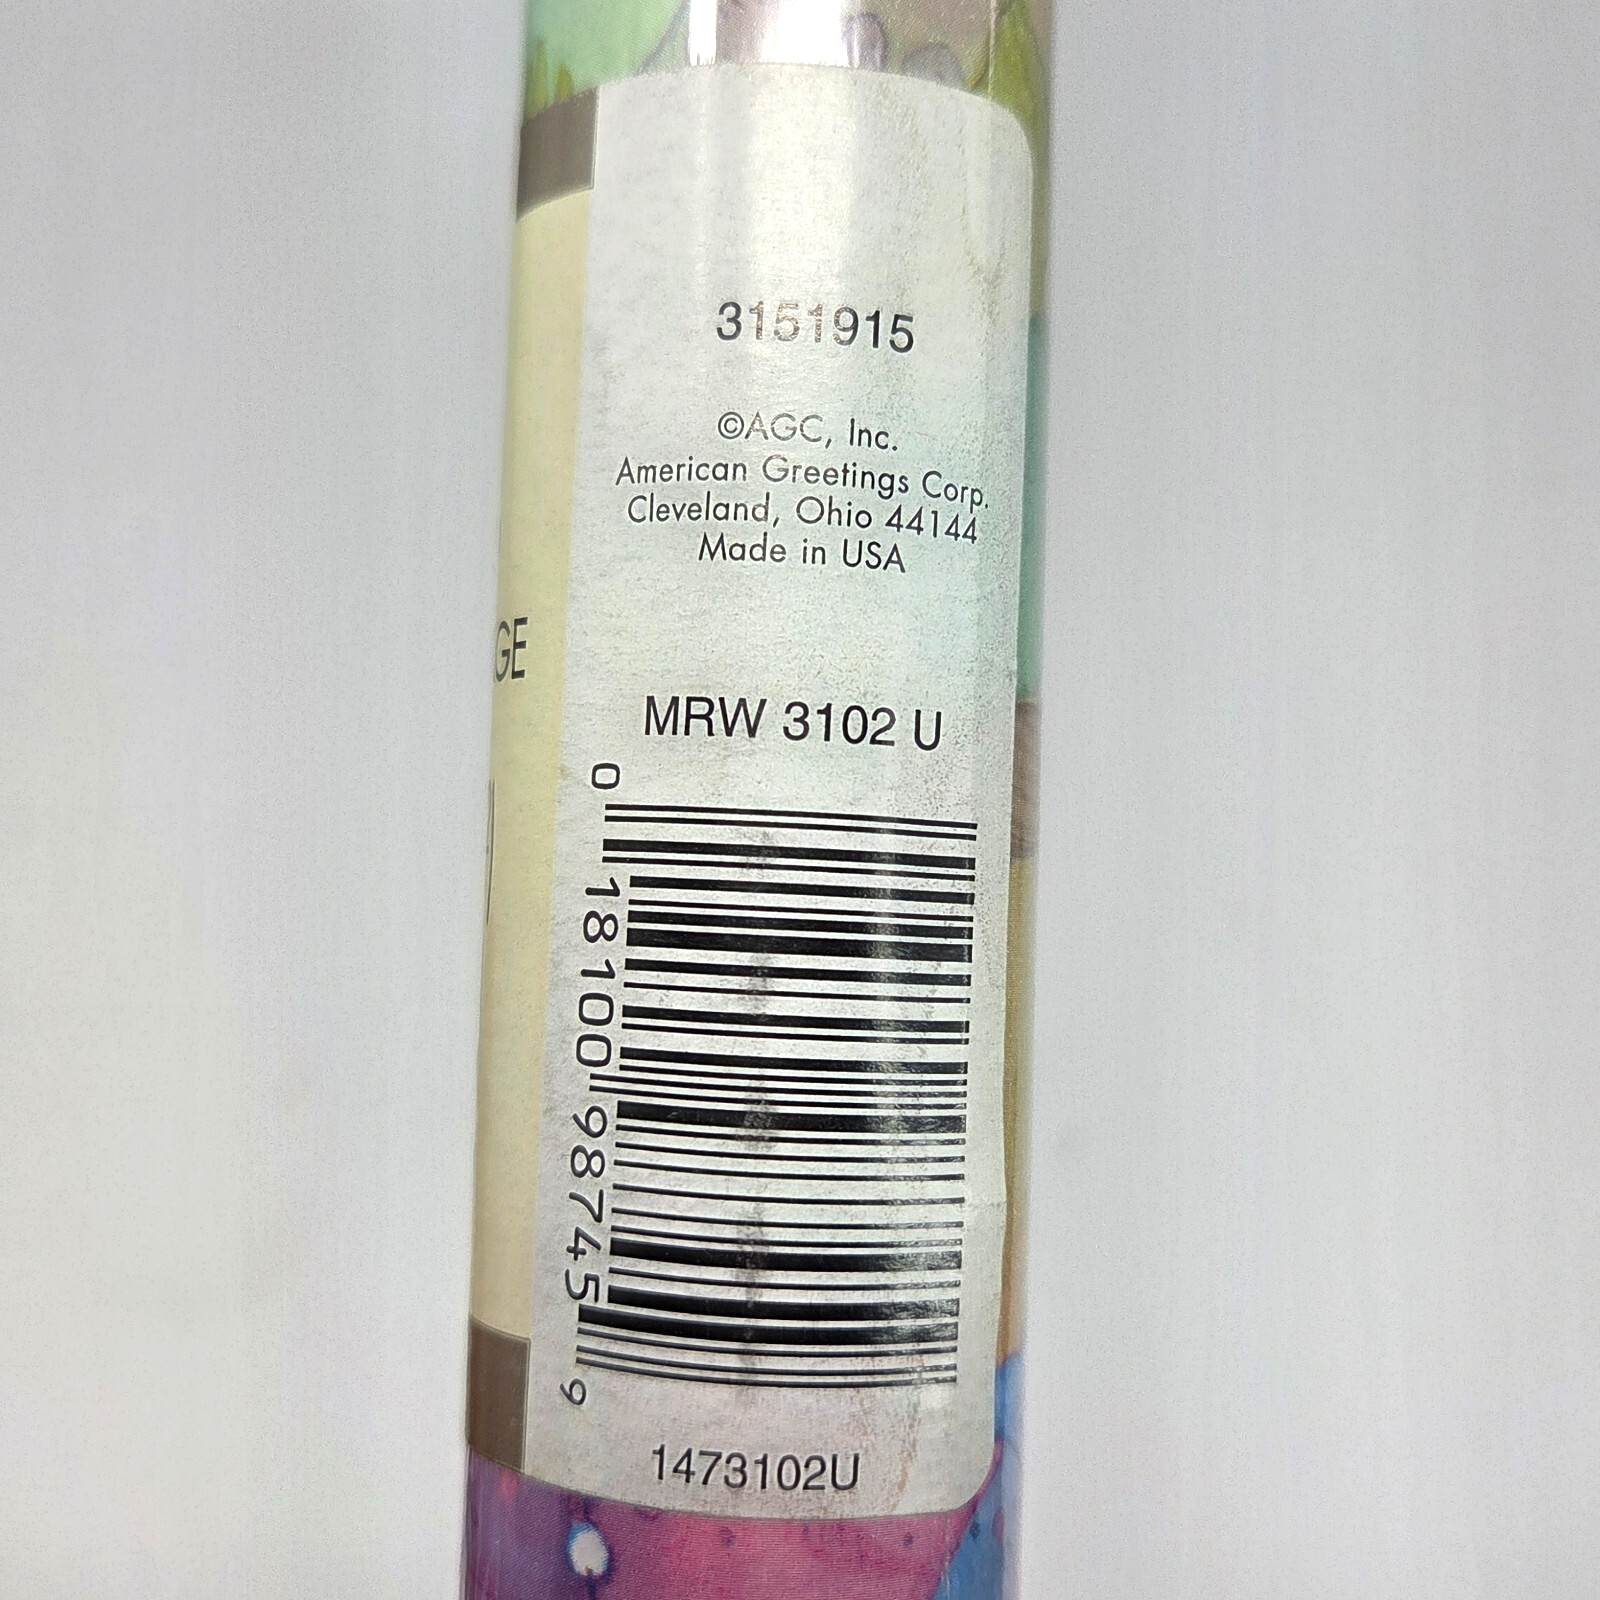 3151915
©AGC, Inc.
American Greetings Corp.
Cleveland, Ohio 44144
Made in USA
GE
MRW 3102 U
0 18100 98745 9
1473102U